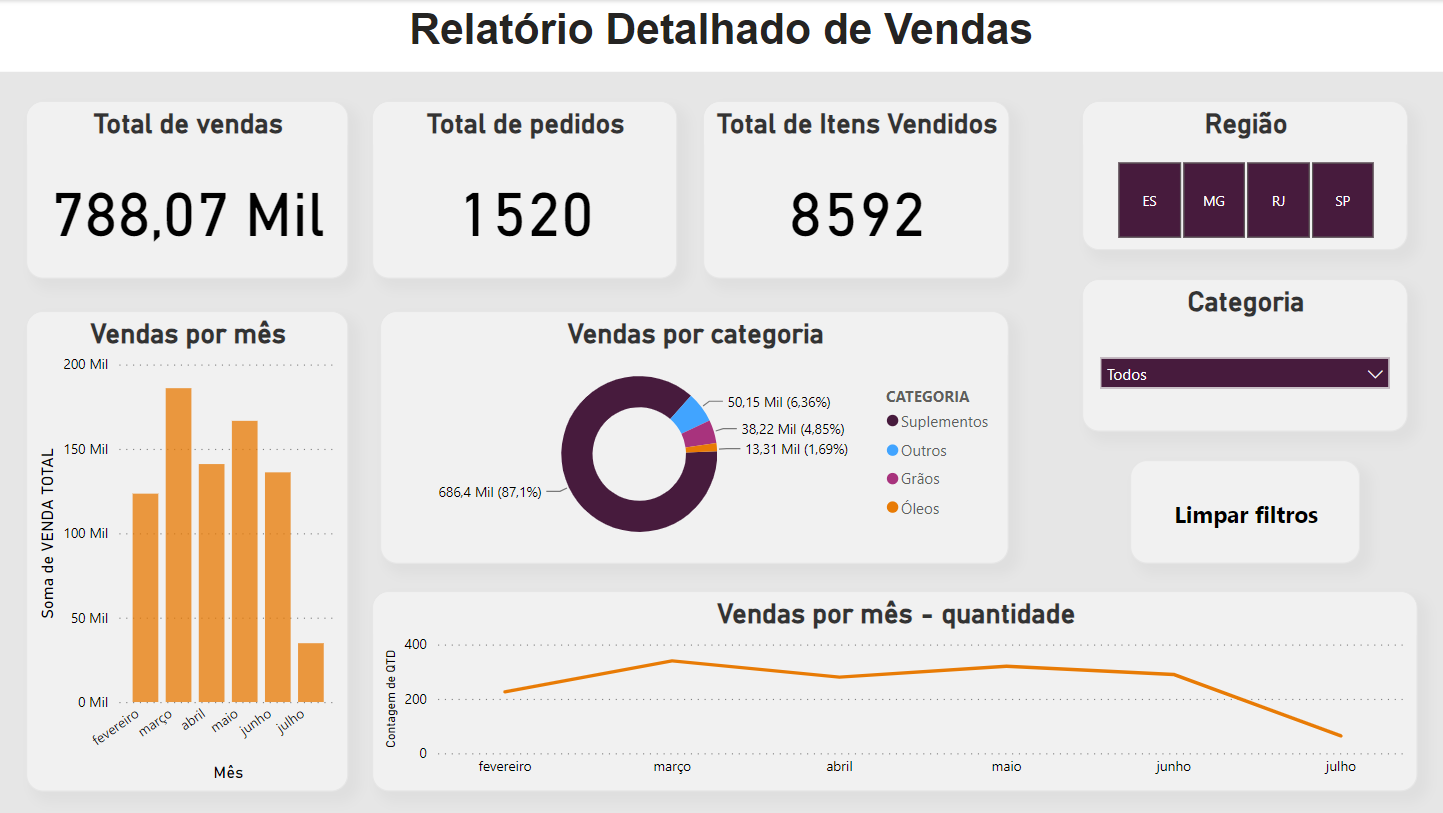 Relatório Detalhado de Vendas
Total de vendas
788,07 Mil
Total de pedidos
1520
Total de Itens Vendidos
8592
Região
ES
MG
RJ
SP
Categoria
Todos
Limpar filtros
Vendas por mês
Soma de VENDA TOTAL
200 Mil
150 Mil
100 Mil
50 Mil
0 Mil
fevereiro
março
abril
maio
junho
julho
Mês
Vendas por categoria
50,15 Mil (6,36%)
38,22 Mil (4,85%)
13,31 Mil (1,69%)
686,4 Mil (87,1%)
CATEGORIA
Suplementos
Outros
Grãos
Óleos
Vendas por mês - quantidade
Contagem de QTD
400
200
0
fevereiro
março
abril
maio
junho
julho